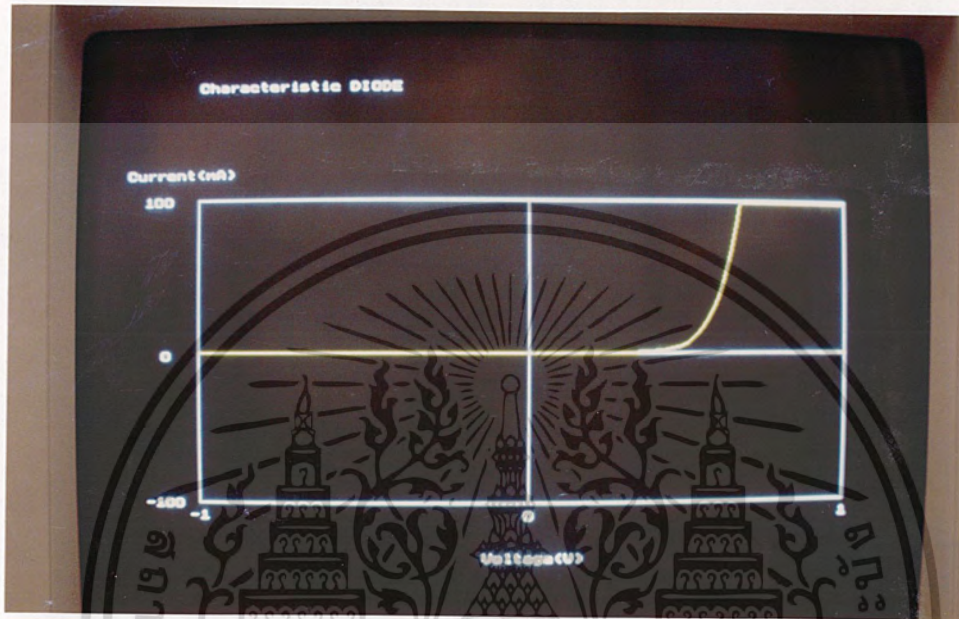 Characteristic DIODE
Current(mA)
100
0
-100
-1
0
1
Voltage(V)